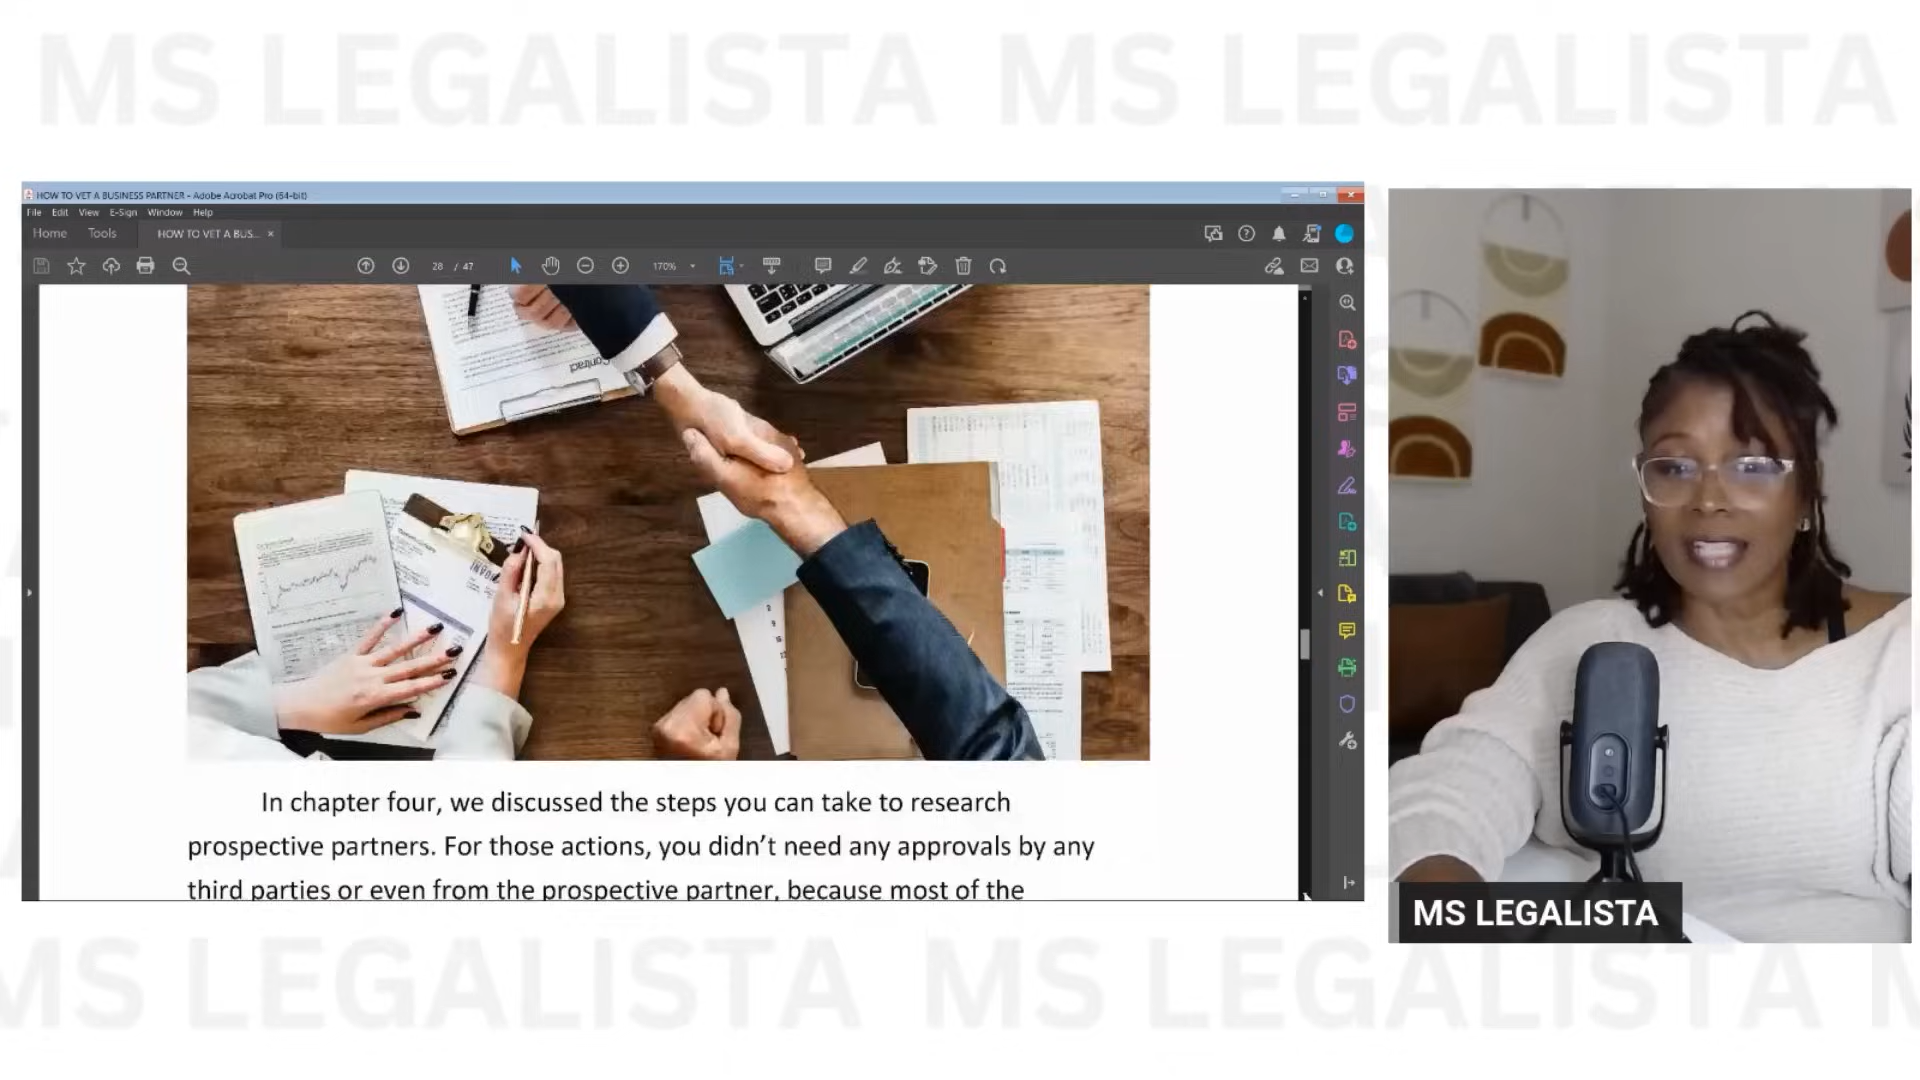 MS LEGALISTA MS LEGALISTA
HOW TO VET A BUSINESS PARTNER - Adobe Acrobat Pro (64-bit)
File Edit View E-Sign Window Help
Home Tools HOW TO VET A BUS... ×
28 / 47 170%
Contract
In chapter four, we discussed the steps you can take to research
prospective partners. For those actions, you didn’t need any approvals by any
third parties or even from the prospective partner, because most of the
MS LEGALISTA
MS LEGALISTA MS LEGALISTA